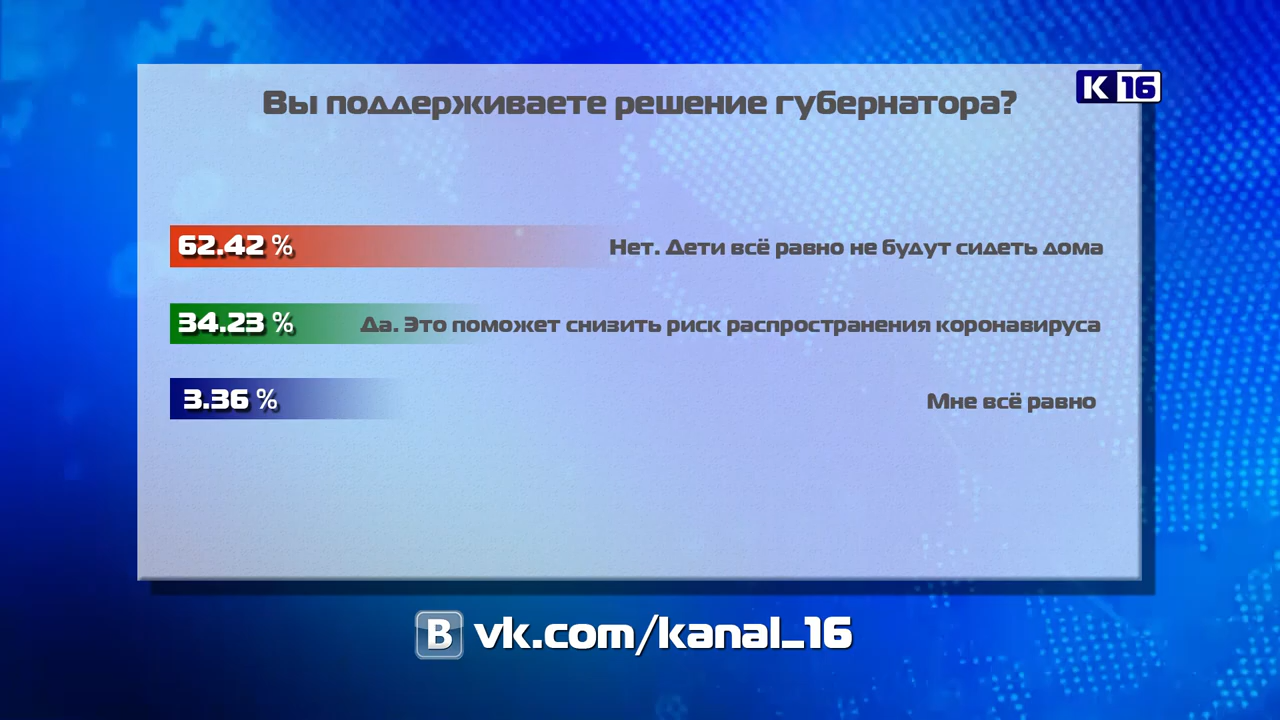 К 16
Вы поддерживаете решение губернатора?
62.42 % Нет. Дети всё равно не будут сидеть дома
34.23 % Да. Это поможет снизить риск распространения коронавируса
3.36 % Мне всё равно
В vk.com/kanal_16